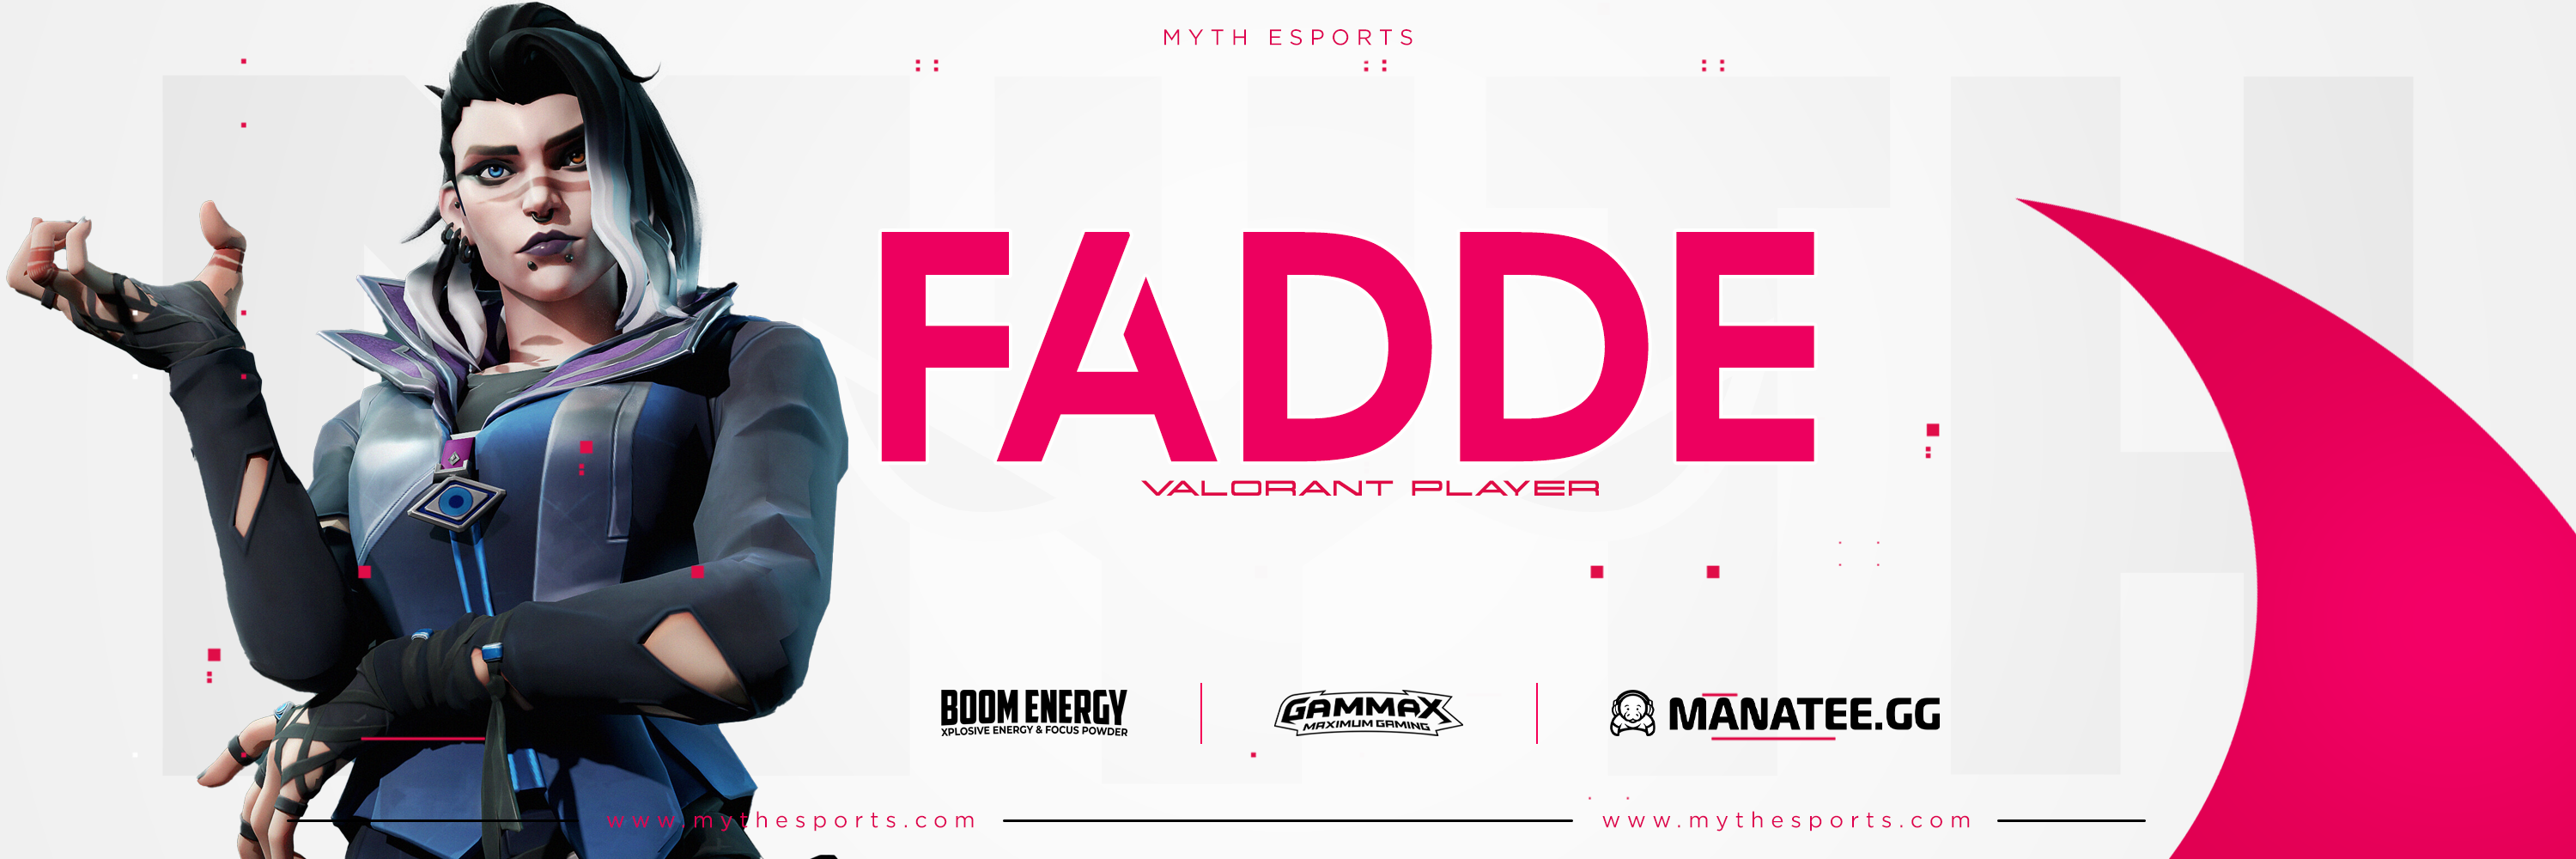 MYTH ESPORTS
MYTH
FADDE
VALORANT PLAYER
BOOM ENERGY
XPLOSIVE ENERGY & FOCUS POWDER
GAMMAX
MAXIMUM GAMING
MANATEE.GG
www.mythesports.com
www.mythesports.com